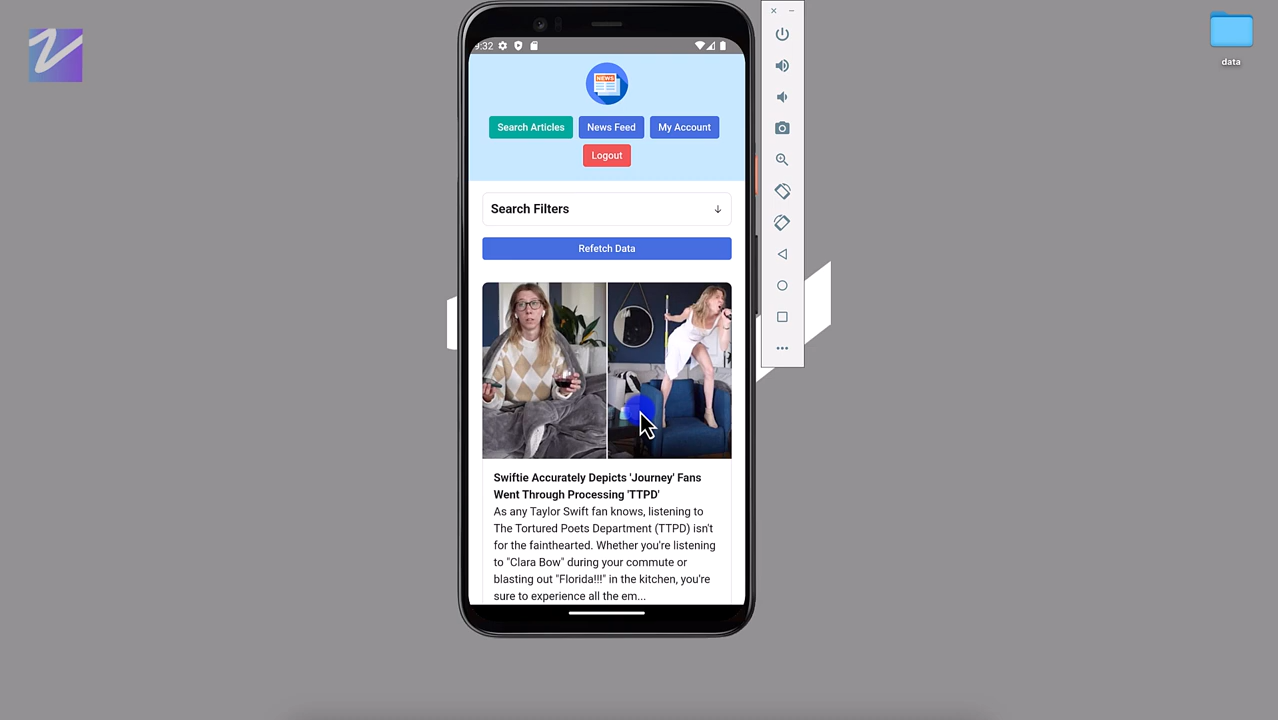 data
9:32
NEWS
Search Articles
News Feed
My Account
Logout
Search Filters
Refetch Data
Swiftie Accurately Depicts 'Journey' Fans
Went Through Processing 'TTPD'
As any Taylor Swift fan knows, listening to
The Tortured Poets Department (TTPD) isn't
for the fainthearted. Whether you're listening
to "Clara Bow" during your commute or
blasting out "Florida!!!" in the kitchen, you're
sure to experience all the em...